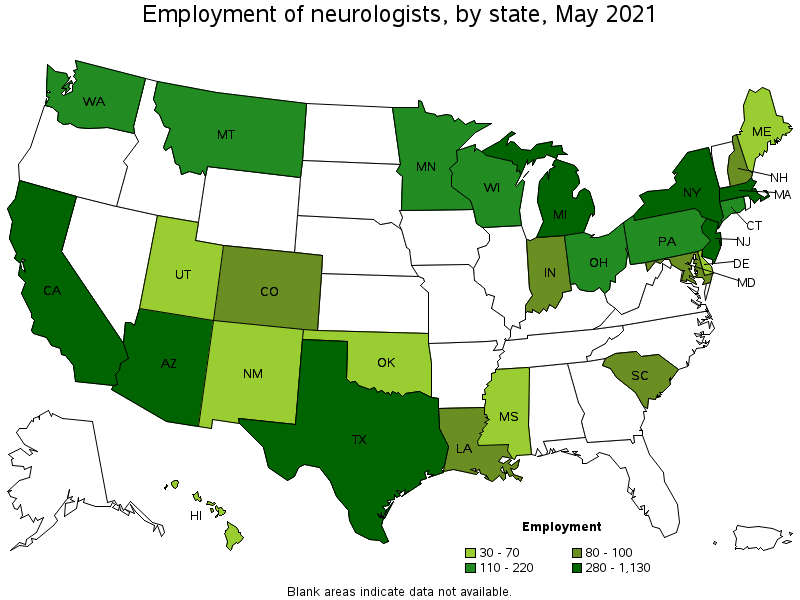 Employment of neurologists, by state, May 2021
WA
MT
MN
WI
MI
NY
ME
NH
MA
CT
NJ
DE
MD
PA
OH
IN
CA
UT
CO
AZ
NM
OK
TX
LA
MS
SC
HI
Employment
30 - 70
80 - 100
110 - 220
280 - 1,130
Blank areas indicate data not available.